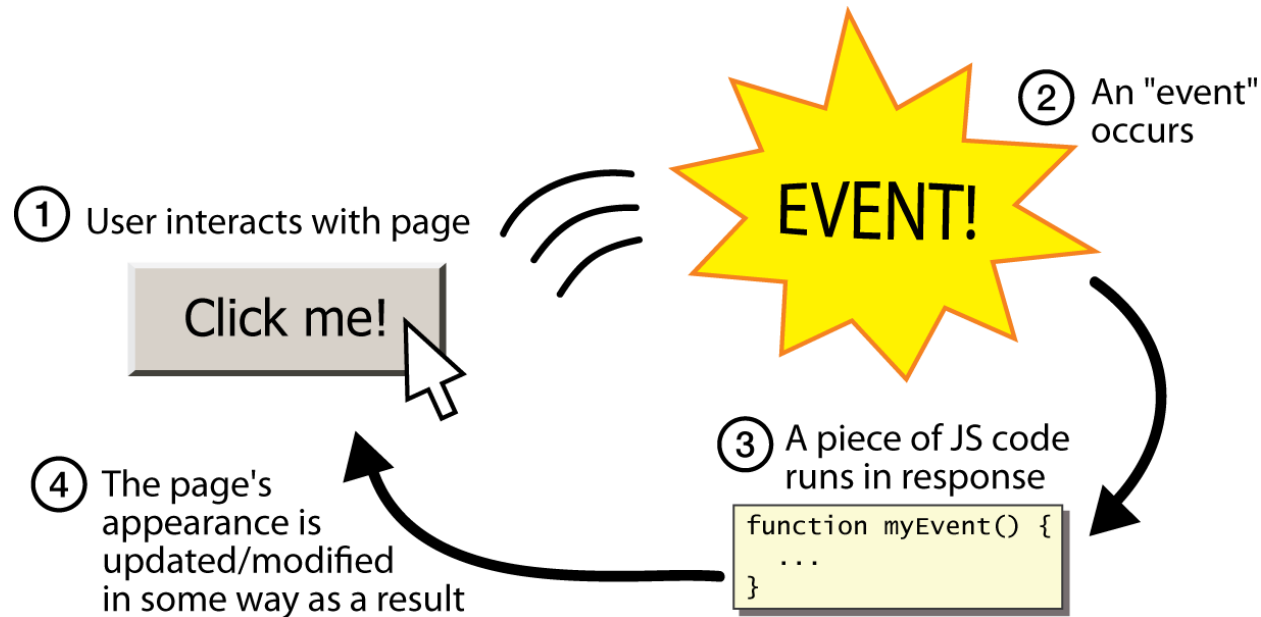 1 User interacts with page
Click me!
2 An "event"
occurs
EVENT!
3 A piece of JS code
runs in response
function myEvent() {
  ...
}
4 The page's
appearance is
updated/modified
in some way as a result